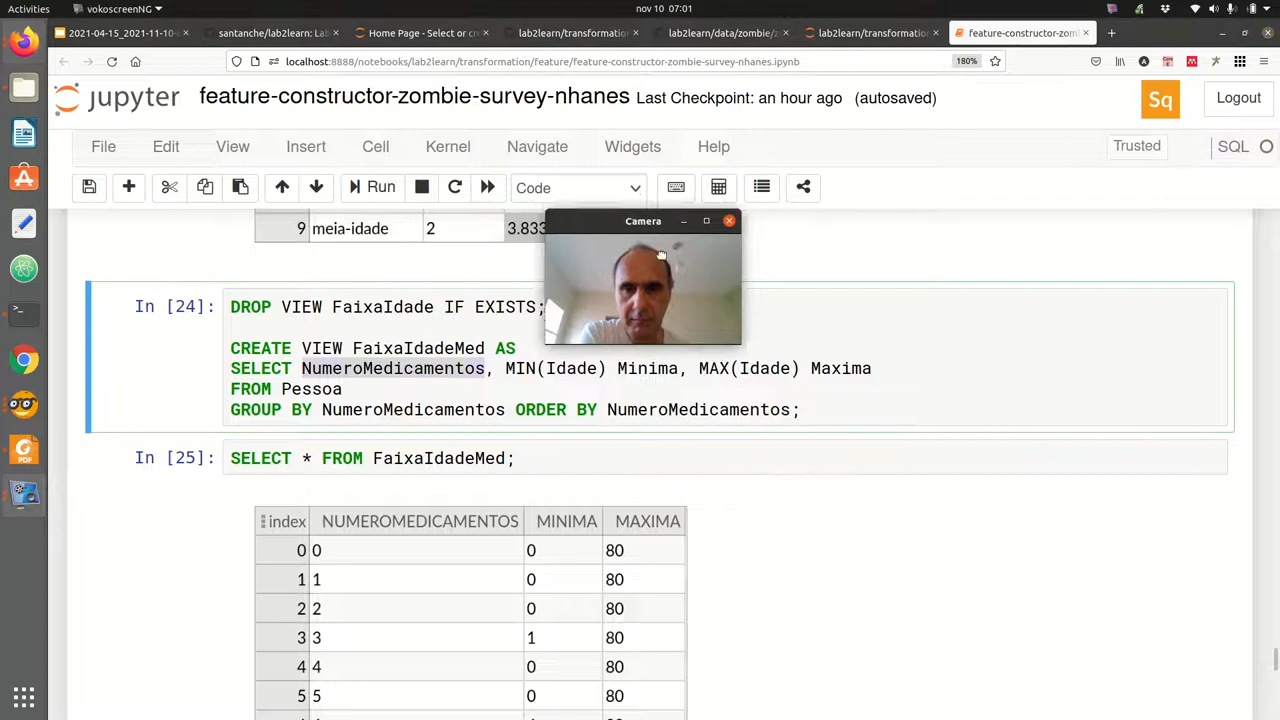 Activities vokoscreenNG nov 10 07:01
2021-04-15_2021-11-10-
santanche/lab2learn: Lab
Home Page - Select or cr
lab2learn/transformation
lab2learn/data/zombie/z
lab2learn/transformation
feature-constructor-zom
localhost:8888/notebooks/lab2learn/transformation/feature/feature-constructor-zombie-survey-nhanes.ipynb 180%
jupyter feature-constructor-zombie-survey-nhanes Last Checkpoint: an hour ago (autosaved) Sq Logout
File Edit View Insert Cell Kernel Navigate Widgets Help Trusted SQL
Run Code
Camera
9 meia-idade 2 3.833
In [24]: DROP VIEW FaixaIdade IF EXISTS;
CREATE VIEW FaixaIdadeMed AS
SELECT NumeroMedicamentos, MIN(Idade) Minima, MAX(Idade) Maxima
FROM Pessoa
GROUP BY NumeroMedicamentos ORDER BY NumeroMedicamentos;
In [25]: SELECT * FROM FaixaIdadeMed;
index NUMEROMEDICAMENTOS MINIMA MAXIMA
0 0 0 80
1 1 0 80
2 2 0 80
3 3 1 80
4 4 0 80
5 5 0 80
PDF